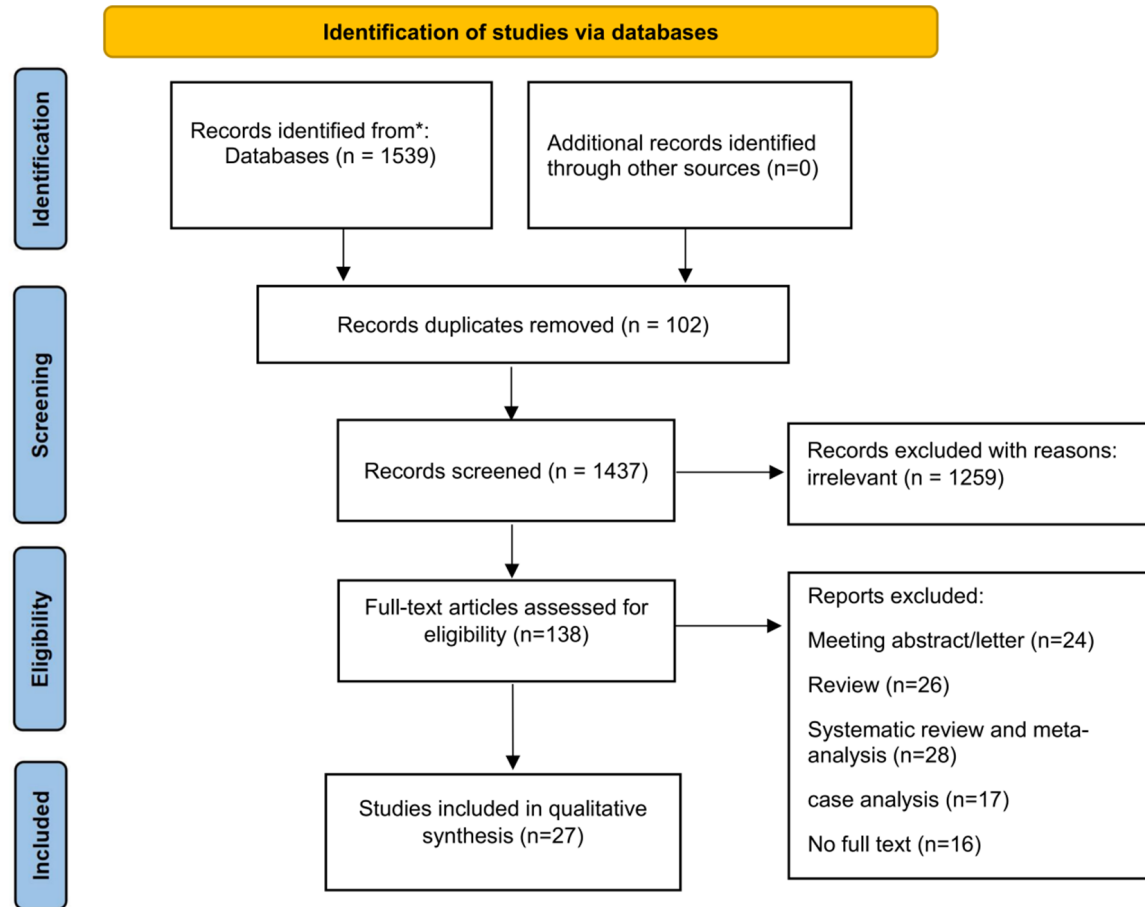 Identification of studies via databases
Identification
Records identified from*:
Databases (n = 1539)
Additional records identified
through other sources (n=0)
Screening
Records duplicates removed (n = 102)
Records screened (n = 1437)
Records excluded with reasons:
irrelevant (n = 1259)
Eligibility
Full-text articles assessed for
eligibility (n=138)
Reports excluded:
Meeting abstract/letter (n=24)
Review (n=26)
Systematic review and meta-
analysis (n=28)
case analysis (n=17)
No full text (n=16)
Included
Studies included in qualitative
synthesis (n=27)